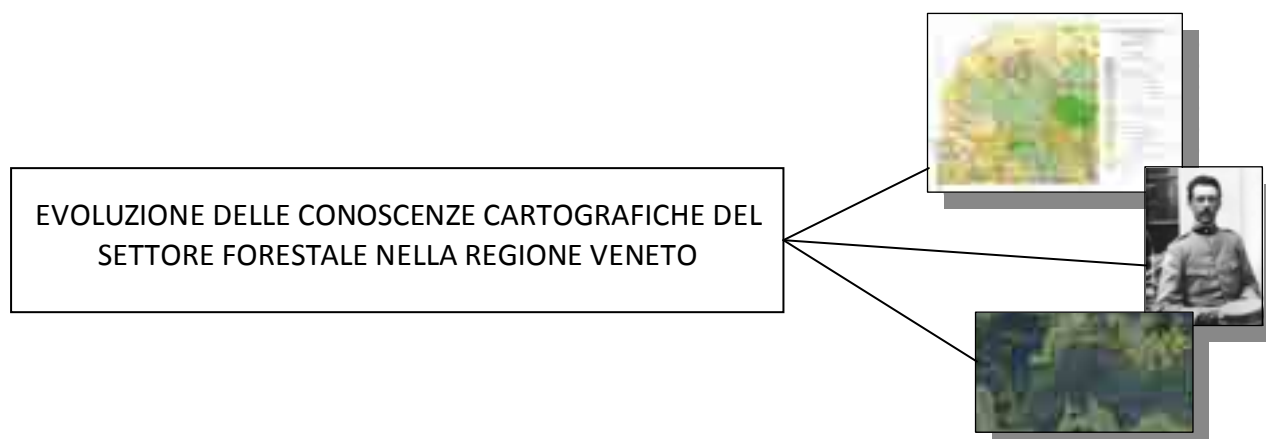 EVOLUZIONE DELLE CONOSCENZE CARTOGRAFICHE DEL
SETTORE FORESTALE NELLA REGIONE VENETO